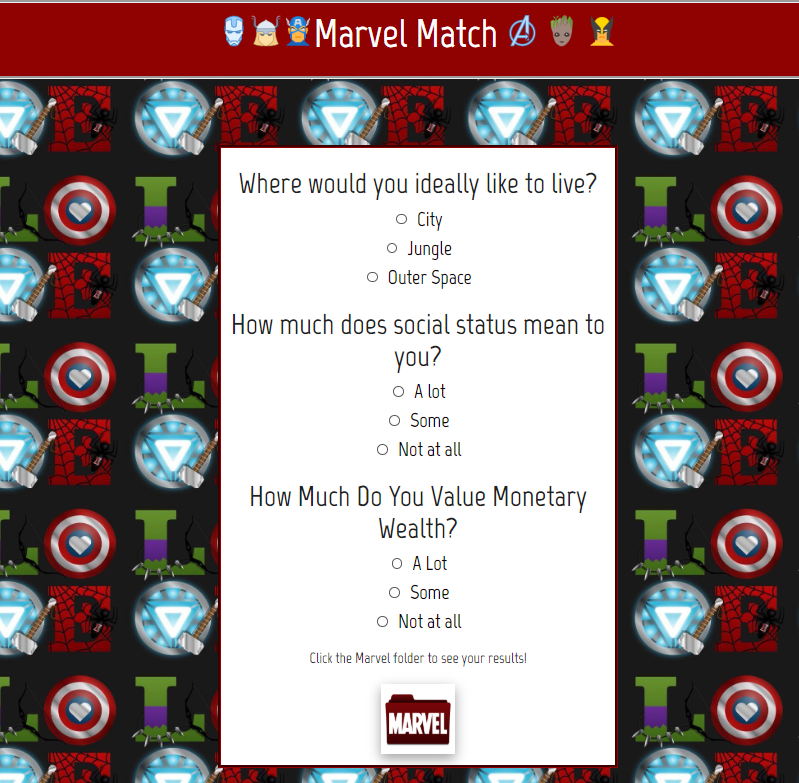 Marvel Match
Where would you ideally like to live?
City
Jungle
Outer Space
How much does social status mean to
you?
A lot
Some
Not at all
How Much Do You Value Monetary
Wealth?
A Lot
Some
Not at all
Click the Marvel folder to see your results!
MARVEL